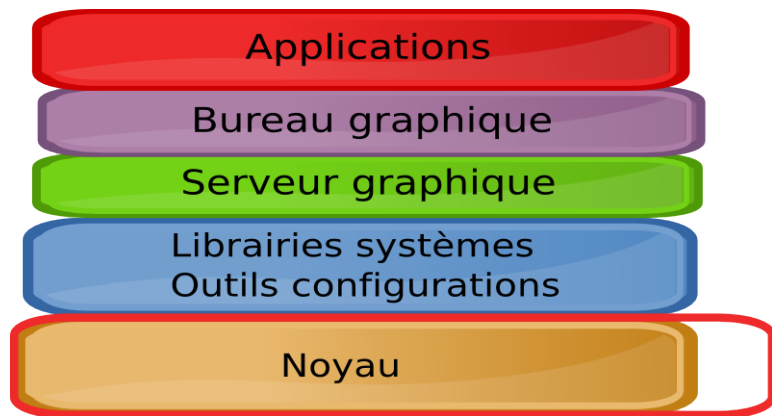 Applications
Bureau graphique
Serveur graphique
Librairies systèmes
Outils configurations
Noyau